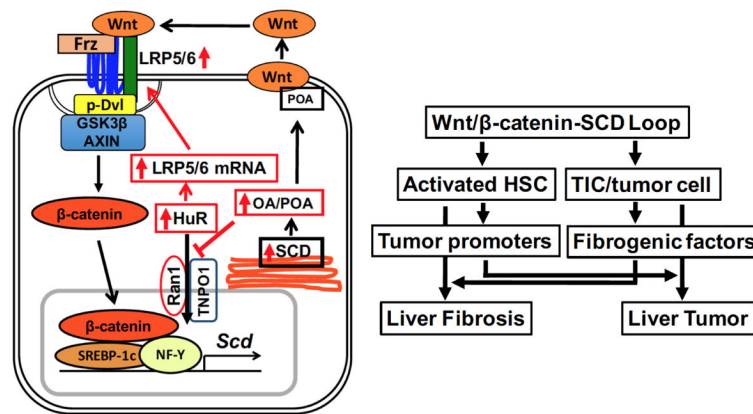 Wnt
Wnt
Frz
LRP5/6
Wnt
POA
p-Dvl
GSK3β
AXIN
LRP5/6 mRNA
OA/POA
β-catenin
HuR
SCD
Ran1
TNPO1
β-catenin
SREBP-1c
NF-Y
Scd
Wnt/β-catenin-SCD Loop
Activated HSC
TIC/tumor cell
Tumor promoters
Fibrogenic factors
Liver Fibrosis
Liver Tumor